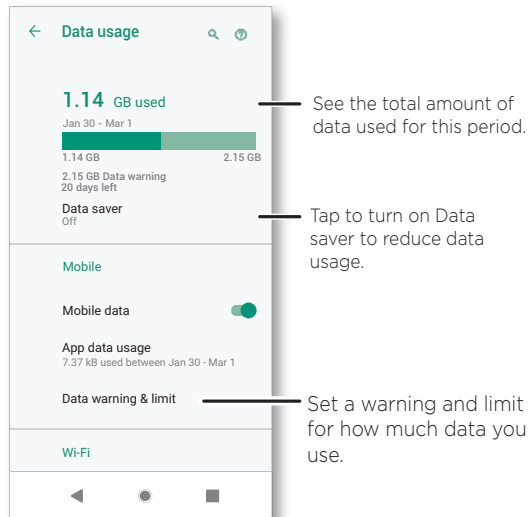 Data usage
1.14 GB used
Jan 30 - Mar 1
1.14 GB 2.15 GB
2.15 GB Data warning
20 days left
Data saver
Off
Mobile
Mobile data
App data usage
7.37 kB used between Jan 30 - Mar 1
Data warning & limit
Wi-Fi
See the total amount of
data used for this period.
Tap to turn on Data
saver to reduce data
usage.
Set a warning and limit
for how much data you
use.